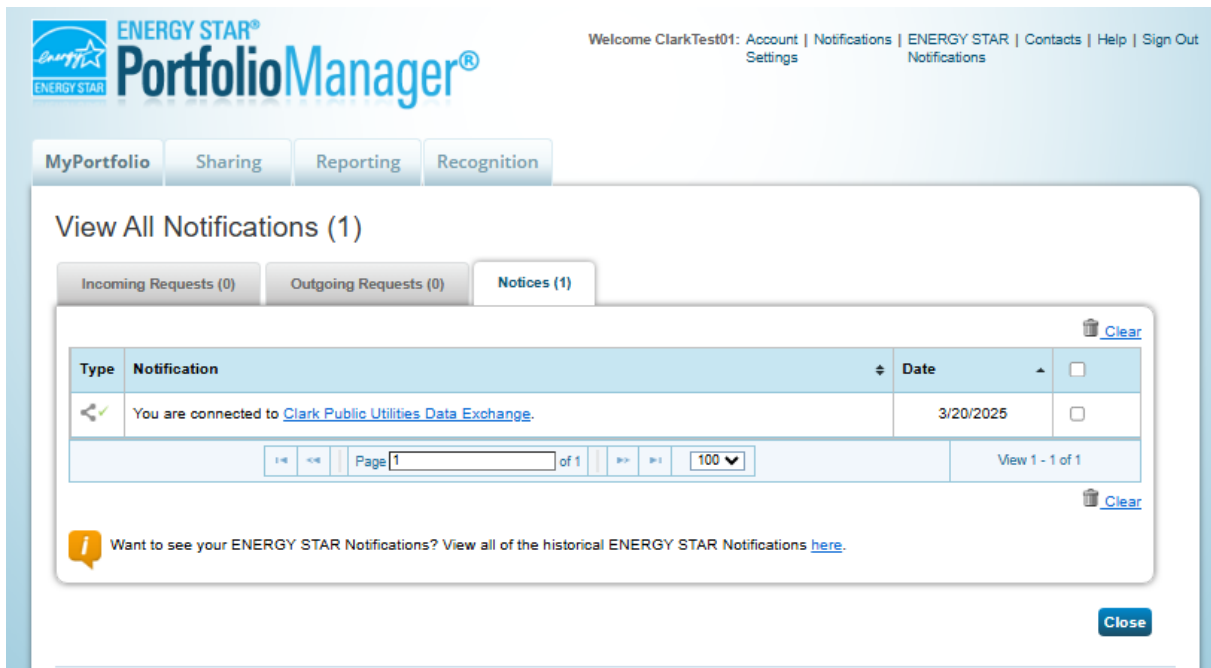 ENERGY STAR®
PortfolioManager®
energy
ENERGY STAR
Welcome ClarkTest01: Account Settings | Notifications | ENERGY STAR Notifications | Contacts | Help | Sign Out
MyPortfolio Sharing Reporting Recognition
View All Notifications (1)
Incoming Requests (0) Outgoing Requests (0) Notices (1)
Clear
Type Notification Date
You are connected to Clark Public Utilities Data Exchange. 3/20/2025
Page 1 of 1 100 View 1 - 1 of 1
Clear
i Want to see your ENERGY STAR Notifications? View all of the historical ENERGY STAR Notifications here.
Close